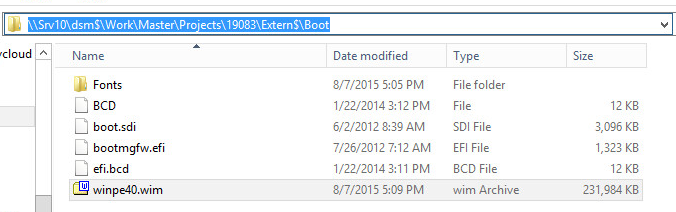 \\Srv10\dsm$\Work\Master\Projects\19083\Extern$\Boot
ycloud
Name Date modified Type Size
Fonts 8/7/2015 5:05 PM File folder
BCD 1/22/2014 3:12 PM File 12 KB
boot.sdi 6/2/2012 8:39 AM SDI File 3,096 KB
bootmgfw.efi 7/26/2012 7:12 AM EFI File 1,323 KB
efi.bcd 1/22/2014 3:11 PM BCD File 12 KB
winpe40.wim 8/7/2015 5:09 PM wim Archive 231,984 KB